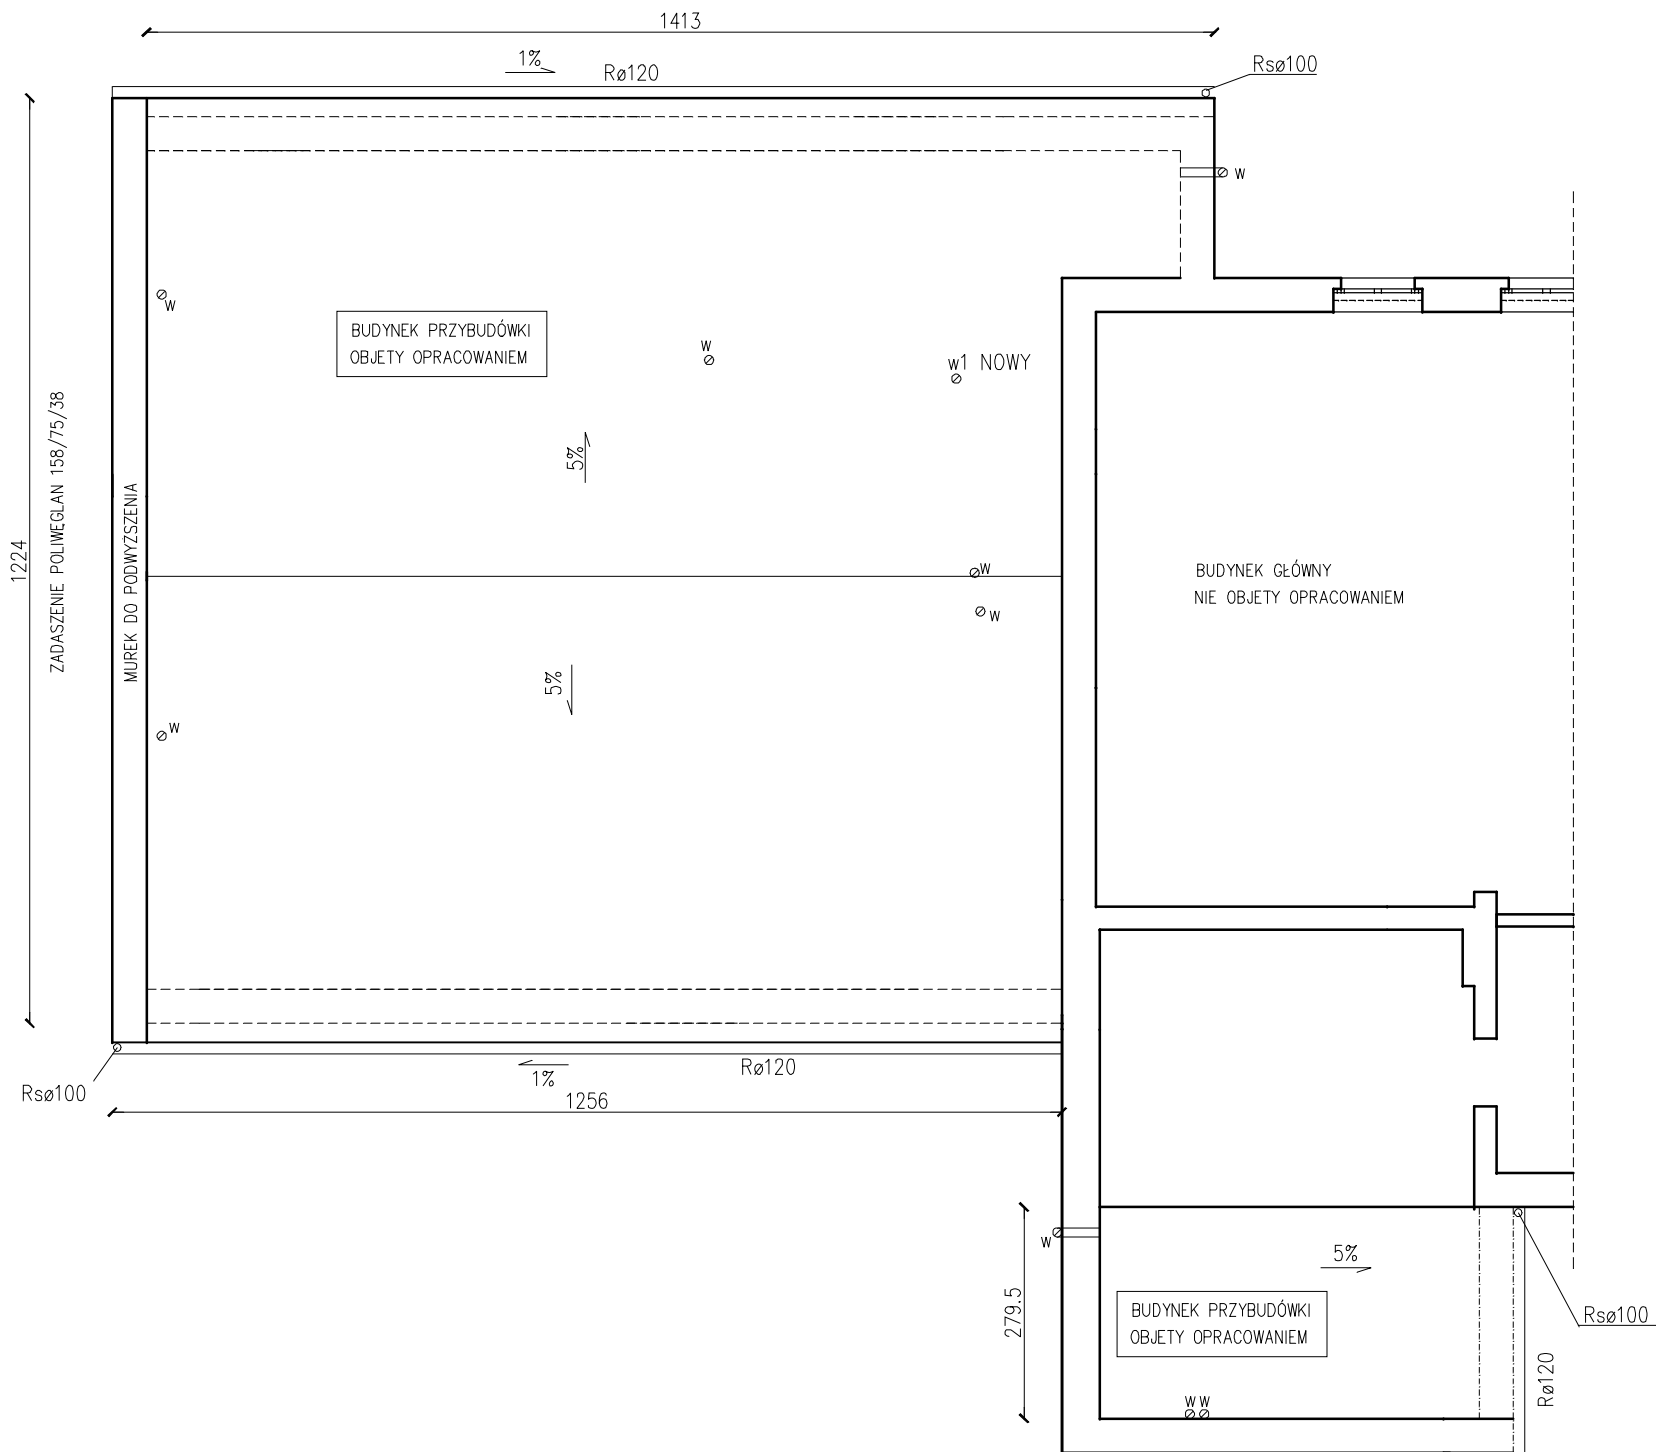 1413
1%
Rø120
Rsø100
W
W
BUDYNEK PRZYBUDÓWKI
OBJETY OPRACOWANIEM
W
W1 NOWY
5%
1224
ZADASZENIE POLIWEGLAN 158/75/38
MUREK DO PODWYŻSZENIA
W
W
BUDYNEK GŁÓWNY
NIE OBJETY OPRACOWANIEM
5%
W
Rø120
1%
Rsø100
1256
W
5%
279.5
BUDYNEK PRZYBUDÓWKI
OBJETY OPRACOWANIEM
Rsø100
Rø120
W W